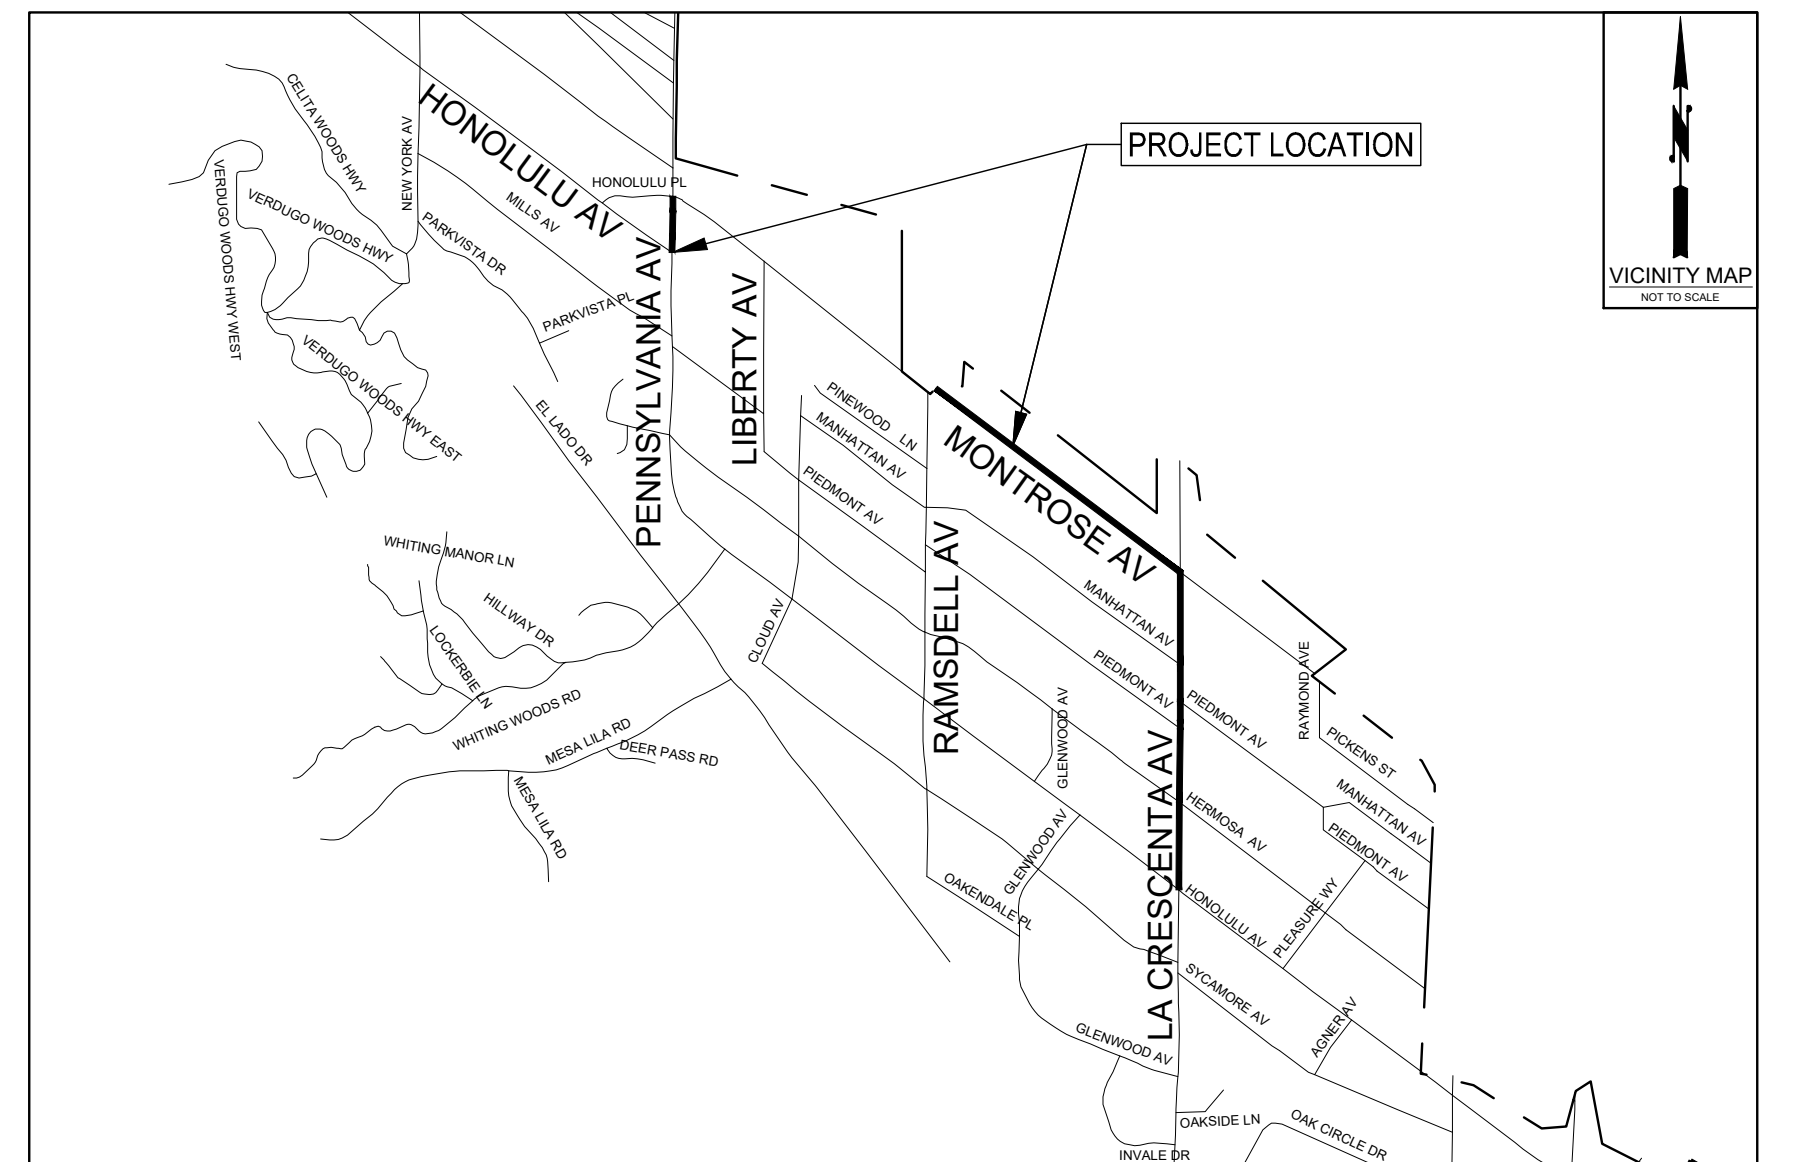 CELITA WOODS HWY
NEW YORK AV
HONOLULU AV
PROJECT LOCATION
VERDUGO WOODS HWY WEST
VERDUGO WOODS HWY
HONOLULU PL
MILLS AV
PARKVISTA DR
N
VICINITY MAP
NOT TO SCALE
PARKVISTA PL
PENNSYLVANIA AV
LIBERTY AV
VERDUGO WOODS HWY EAST
EL LADO DR
PINEWOOD LN
MANHATTAN AV
PIEDMONT AV
MONTROSE AV
WHITING MANOR LN
HILLWAY DR
LOCKERBIE LN
CLOUD AV
RAMSDELL AV
MANHATTAN AV
PIEDMONT AV
PIEDMONT AV
RAYMOND AVE
PICKENS ST
WHITING WOODS RD
MESA LILA RD
DEER PASS RD
MESA LILA RD
GLENWOOD AV
LA CRESCENTA AV
HERMOSA AV
MANHATTAN AV
PIEDMONT AV
GLENWOOD AV
OAKENDALE PL
HONOLULU AV
PLEASURE WY
SYCAMORE AV
AGNER AV
GLENWOOD AV
OAKSIDE LN
OAK CIRCLE DR
INVALE DR